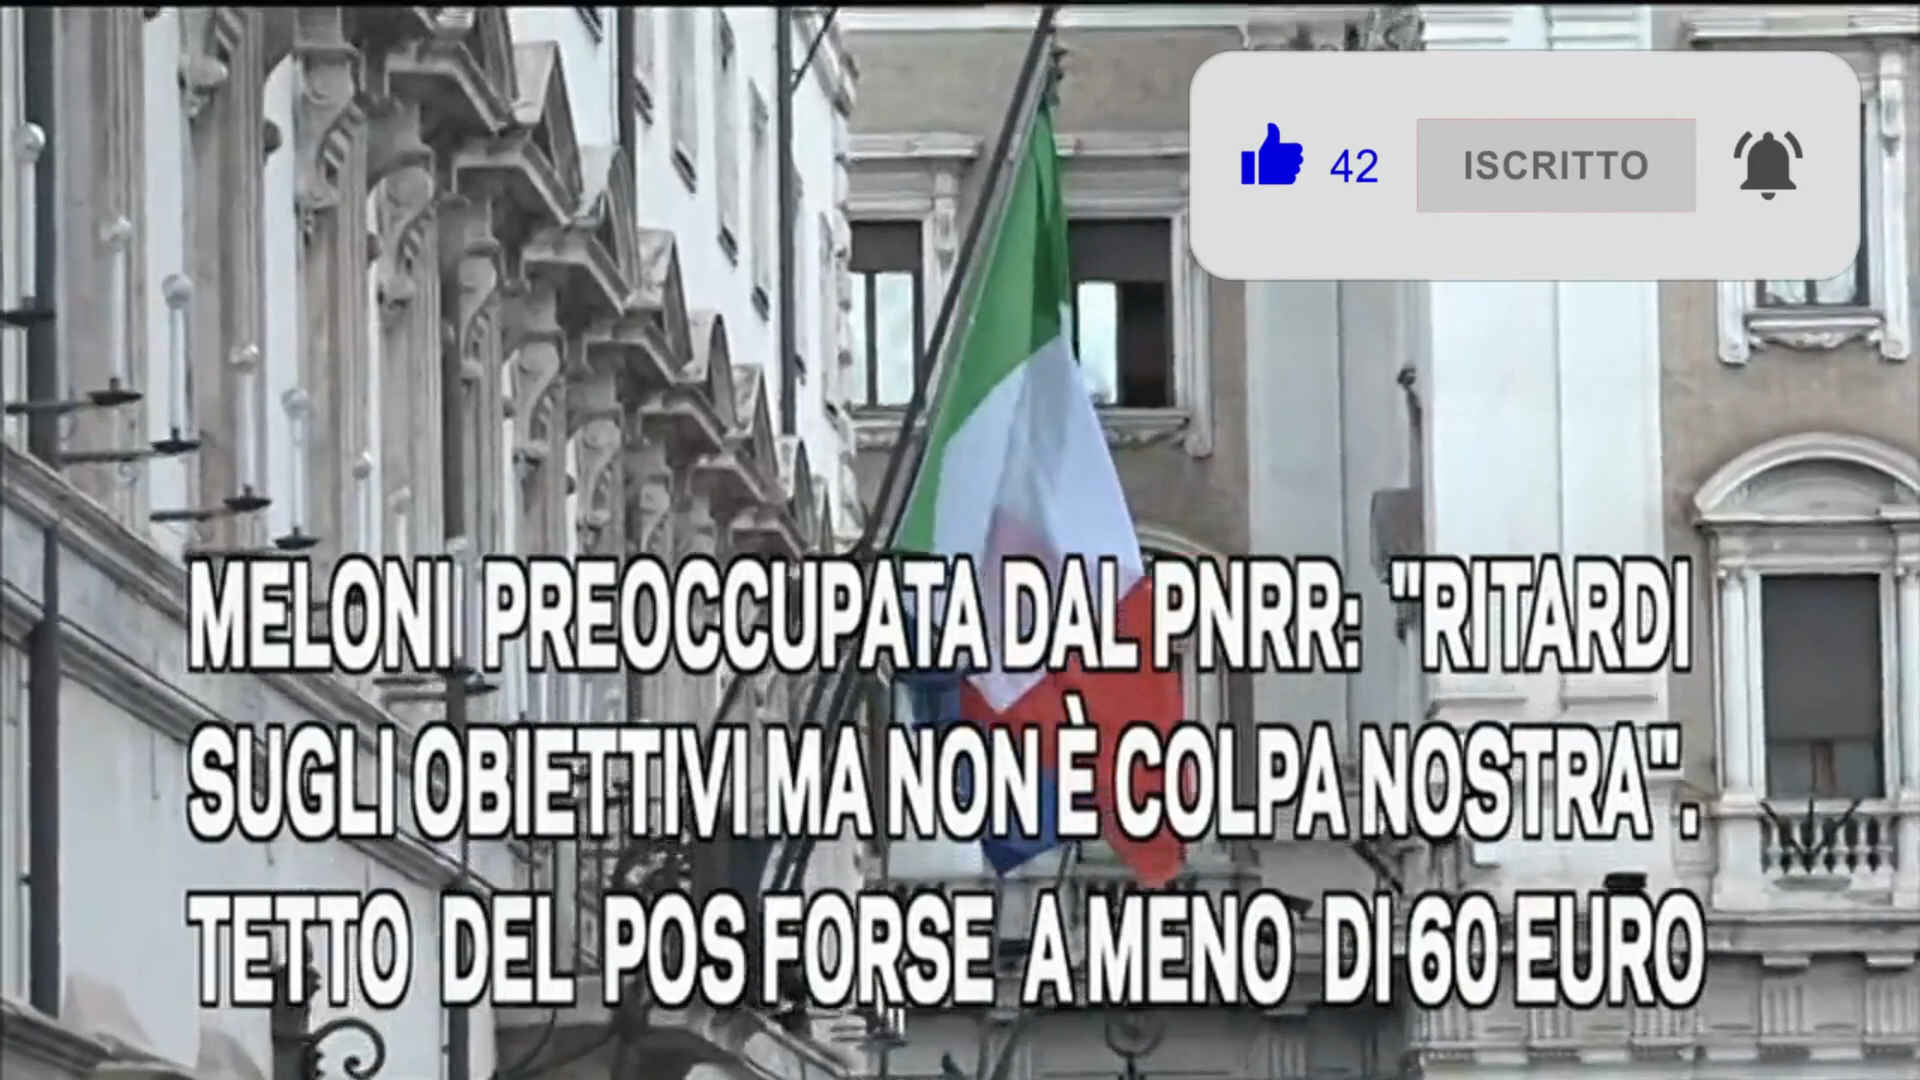 42
ISCRITTO
MELONI PREOCCUPATA DAL PNRR: "RITARDI
SUGLI OBIETTIVI MA NON È COLPA NOSTRA".
TETTO DEL POS FORSE A MENO DI 60 EURO